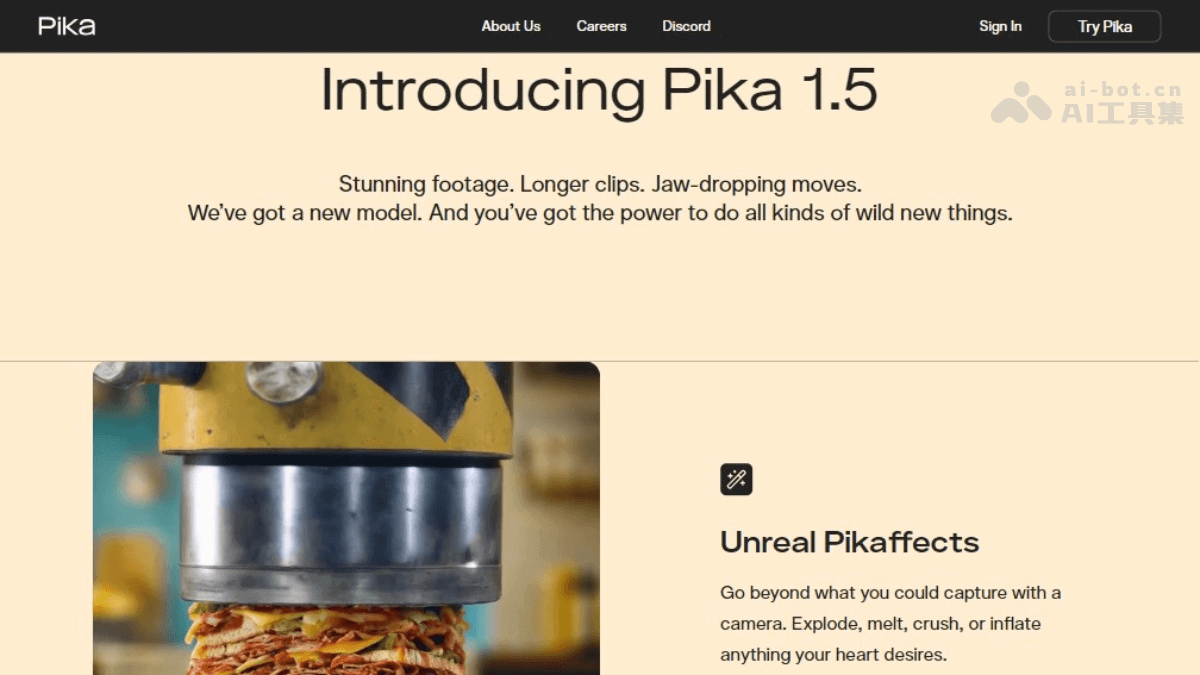 Pika
About Us
Careers
Discord
Sign In
Try Pika
Introducing Pika 1.5
ai-bot.cn
AI工具集
Stunning footage. Longer clips. Jaw-dropping moves.
We’ve got a new model. And you’ve got the power to do all kinds of wild new things.
Unreal Pikaffects
Go beyond what you could capture with a
camera. Explode, melt, crush, or inflate
anything your heart desires.